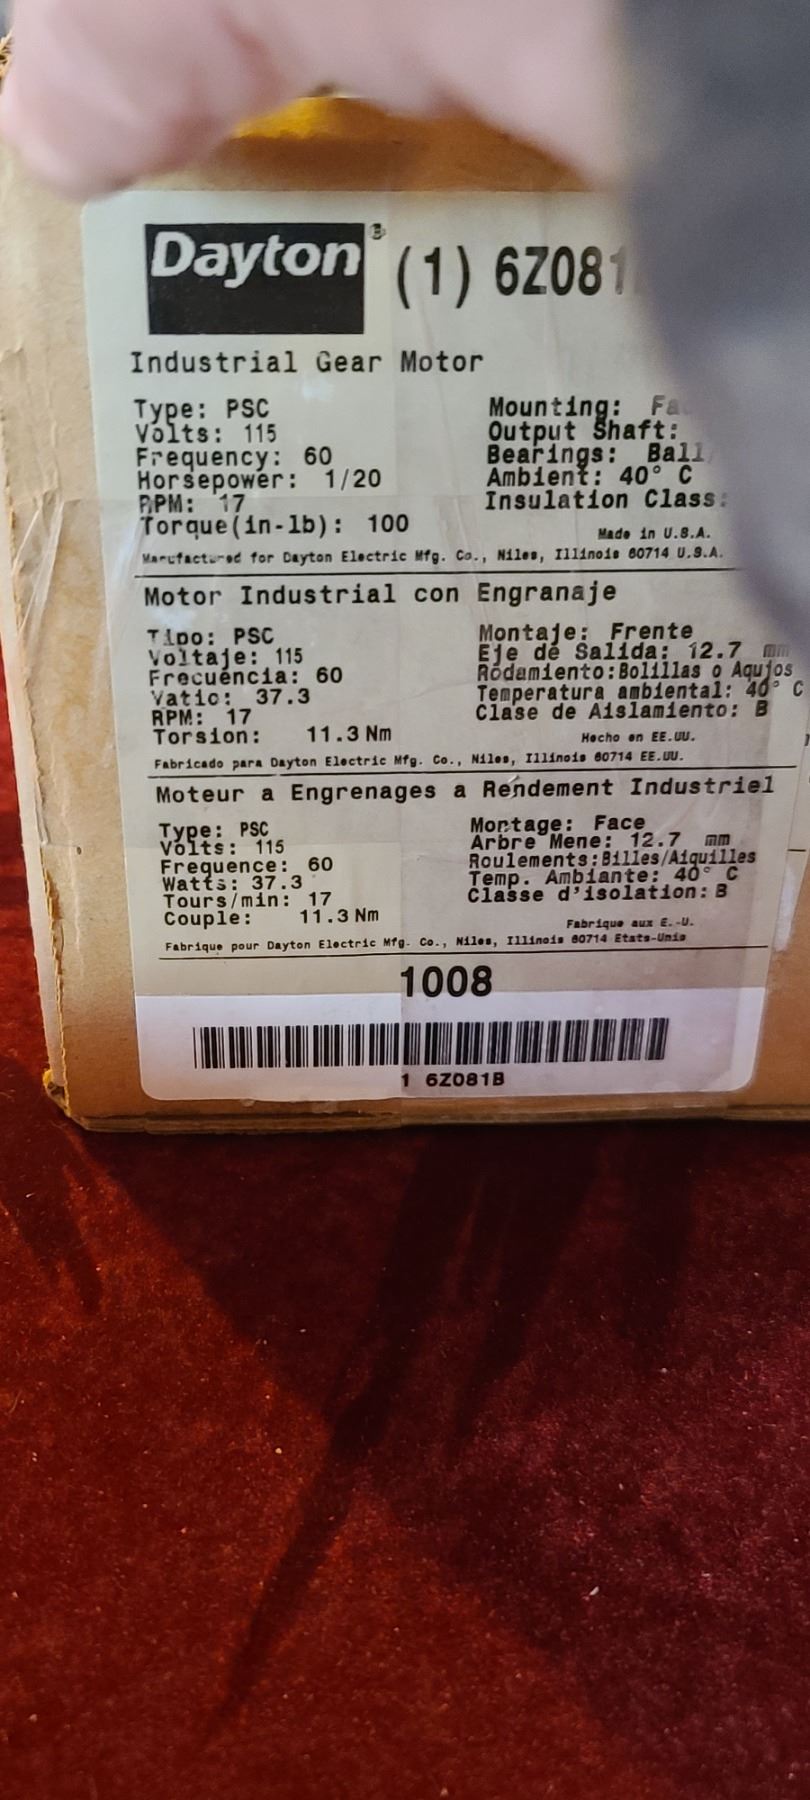 Dayton®
(1) 6Z081
Industrial Gear Motor
Type: PSC
Volts: 115
Frequency: 60
Horsepower: 1/20
RPM: 17
Torque(in-lb): 100
Mounting:
Output Shaft:
Bearings: Ball/
Ambient: 40° C
Insulation Class:
Made in U.S.A.
Manufactured for Dayton Electric Mfg. Co., Niles, Illinois 60714 U.S.A.
Motor Industrial con Engranaje
Tipo: PSC
Voltaje: 115
Frecuencia: 60
Vatio: 37.3
RPM: 17
Torsion: 11.3 Nm
Montaje: Frente
Eje de Salida: 12.7 mm
Rodamiento:Bolillas o Aqujos
Temperatura ambiental: 40° C
Clase de Aislamiento: B
Hecho en EE.UU.
Fabricado para Dayton Electric Mfg. Co., Niles, Illinois 60714 EE.UU.
Moteur a Engrenages a Rendement Industriel
Type: PSC
Volts: 115
Frequence: 60
Watts: 37.3
Tours/min: 17
Couple: 11.3 Nm
Montage: Face
Arbre Mene: 12.7 mm
Roulements:Billes/Aiquilles
Temp. Ambiante: 40° C
Classe d'isolation: B
Fabrique aux E.-U.
Fabrique pour Dayton Electric Mfg. Co., Niles, Illinois 60714 Etats-Unis
1008
1 6Z081B